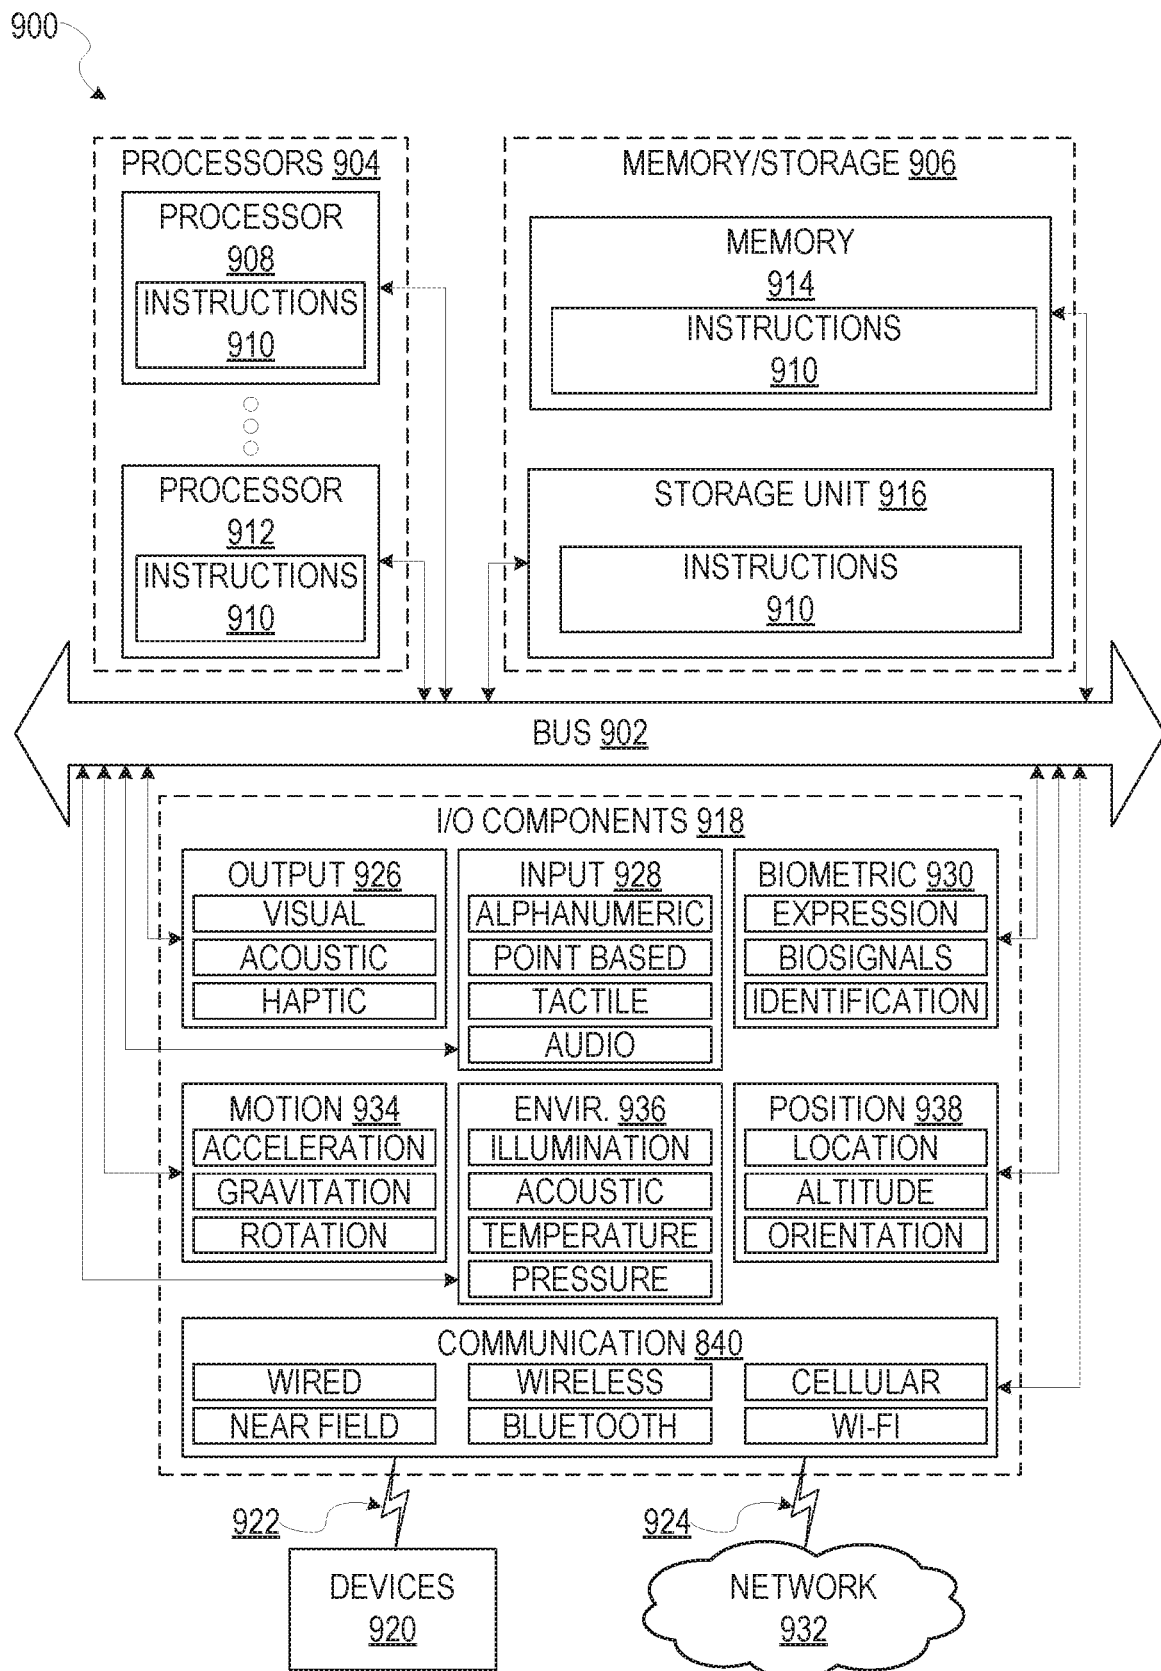 900
PROCESSORS 904
PROCESSOR
908
INSTRUCTIONS
910
PROCESSOR
912
INSTRUCTIONS
910
MEMORY/STORAGE 906
MEMORY
914
INSTRUCTIONS
910
STORAGE UNIT 916
INSTRUCTIONS
910
BUS 902
I/O COMPONENTS 918
OUTPUT 926
VISUAL
ACOUSTIC
HAPTIC
INPUT 928
ALPHANUMERIC
POINT BASED
TACTILE
AUDIO
BIOMETRIC 930
EXPRESSION
BIOSIGNALS
IDENTIFICATION
MOTION 934
ACCELERATION
GRAVITATION
ROTATION
ENVIR. 936
ILLUMINATION
ACOUSTIC
TEMPERATURE
PRESSURE
POSITION 938
LOCATION
ALTITUDE
ORIENTATION
COMMUNICATION 840
WIRED
WIRELESS
CELLULAR
NEAR FIELD
BLUETOOTH
WI-FI
922
924
DEVICES
920
NETWORK
932